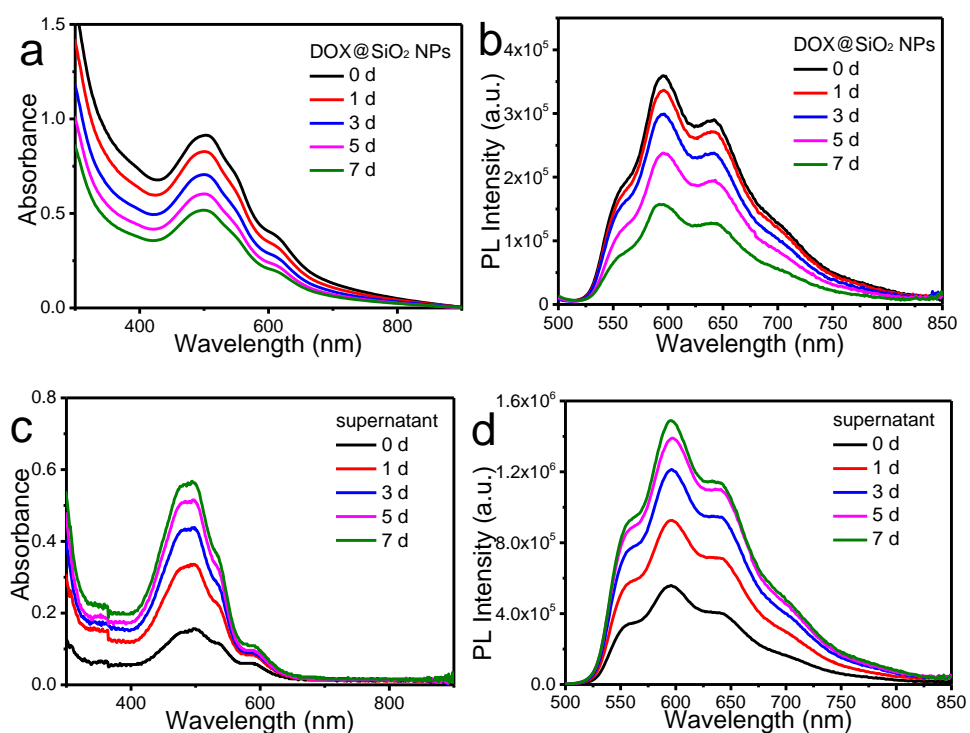 a
DOX@SiO₂ NPs
0 d
1 d
3 d
5 d
7 d
1.5
1.0
0.5
0.0
Absorbance
400
600
800
Wavelength (nm)
b
DOX@SiO₂ NPs
0 d
1 d
3 d
5 d
7 d
4x10⁵
3x10⁵
2x10⁵
1x10⁵
0
PL Intensity (a.u.)
500
550
600
650
700
750
800
850
Wavelength (nm)
c
supernatant
0 d
1 d
3 d
5 d
7 d
0.8
0.6
0.4
0.2
0.0
Absorbance
400
600
800
Wavelength (nm)
d
supernatant
0 d
1 d
3 d
5 d
7 d
1.6x10⁶
1.2x10⁶
8.0x10⁵
4.0x10⁵
0.0
PL Intensity (a.u.)
500
550
600
650
700
750
800
850
Wavelength (nm)